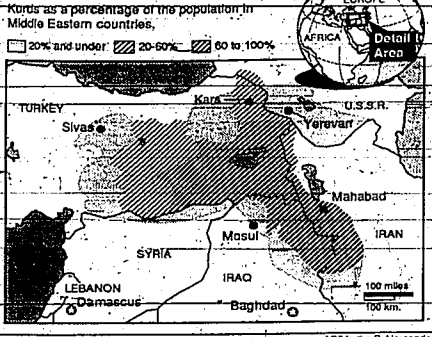 Kurds as a percentage of the population in
Middle Eastern countries,
20% and under 20-60% 60 to 100%
EUROPE
AFRICA
Detail
Area
TURKEY
Kars
U.S.S.R.
Sivas
Yerevan
Mahabad
Mosul
IRAN
SYRIA
IRAQ
LEBANON
Damascus
Baghdad
100 miles
100 km.